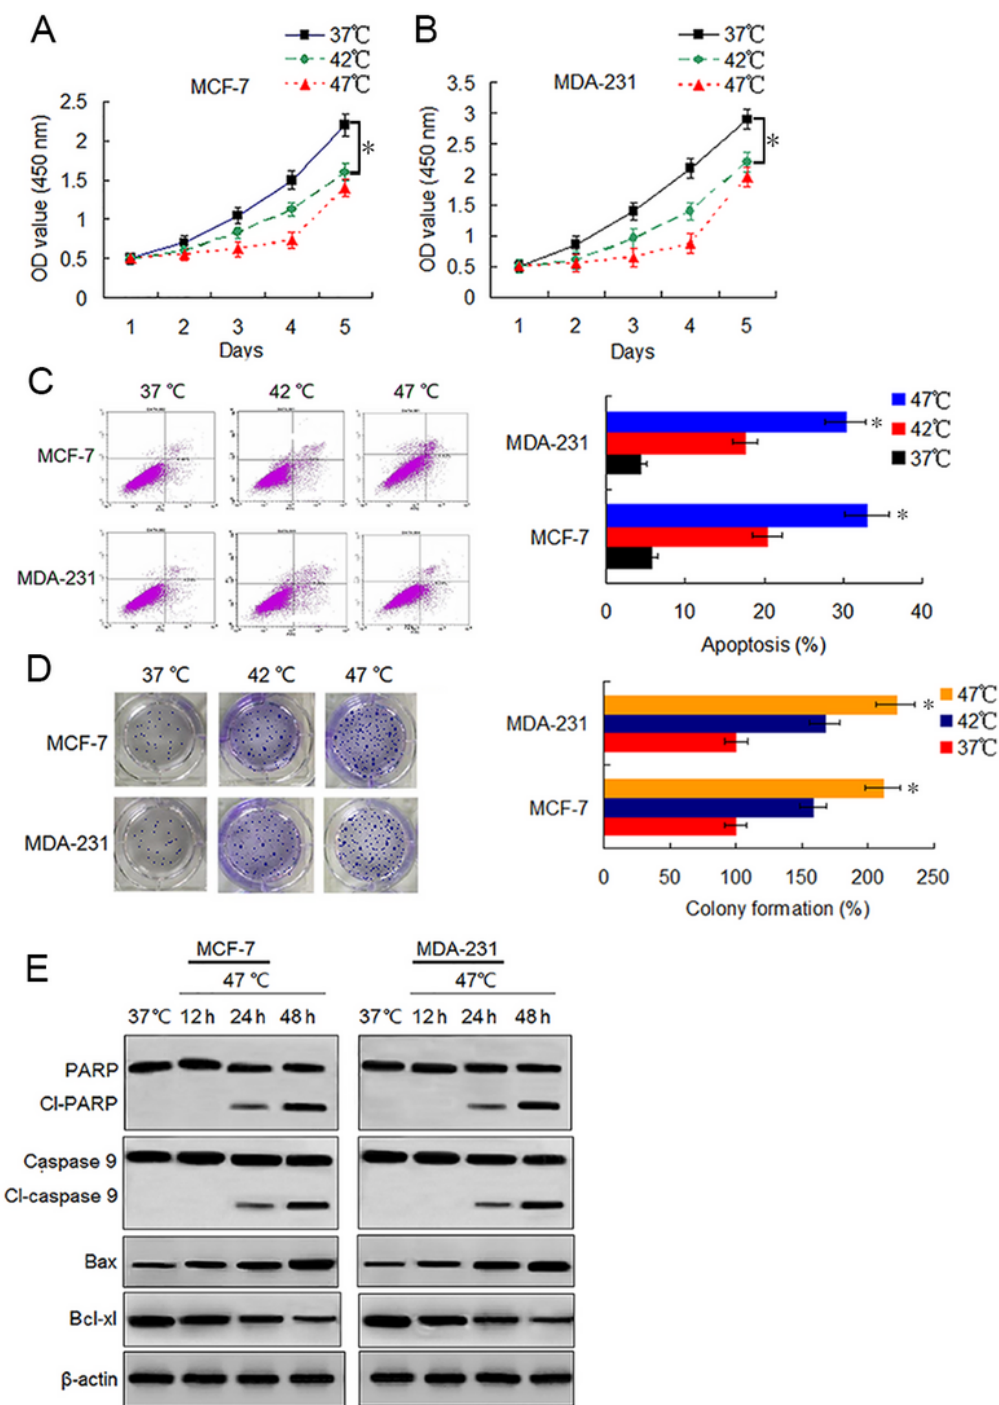 A
37℃
42℃
47℃
MCF-7
OD value (450 nm)
2.5
2
1.5
1
0.5
0
1 2 3 4 5
Days
B
37℃
42℃
47℃
MDA-231
OD value (450 nm)
3.5
3
2.5
2
1.5
1
0.5
0
1 2 3 4 5
Days
*
*
C
37 ℃ 42 ℃ 47 ℃
MCF-7
MDA-231
47℃
42℃
37℃
MDA-231
MCF-7
*
*
0 10 20 30 40
Apoptosis (%)
D
37 ℃ 42 ℃ 47 ℃
MCF-7
MDA-231
47℃
42℃
37℃
MDA-231
MCF-7
*
*
0 50 100 150 200 250
Colony formation (%)
E
MCF-7 MDA-231
47 ℃ 47℃
37℃ 12 h 24 h 48 h 37℃ 12 h 24 h 48 h
PARP
Cl-PARP
Caspase 9
Cl-caspase 9
Bax
Bcl-xl
β-actin